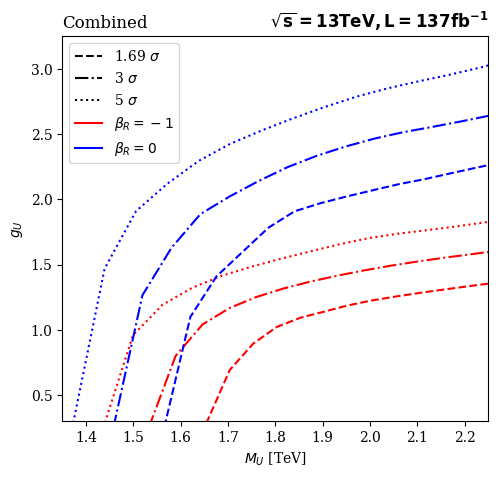 Combined √s = 13TeV, L = 137fb⁻¹
1.69 σ
3 σ
5 σ
β_R = −1
β_R = 0
g_U
3.0
2.5
2.0
1.5
1.0
0.5
1.4 1.5 1.6 1.7 1.8 1.9 2.0 2.1 2.2
M_U [TeV]